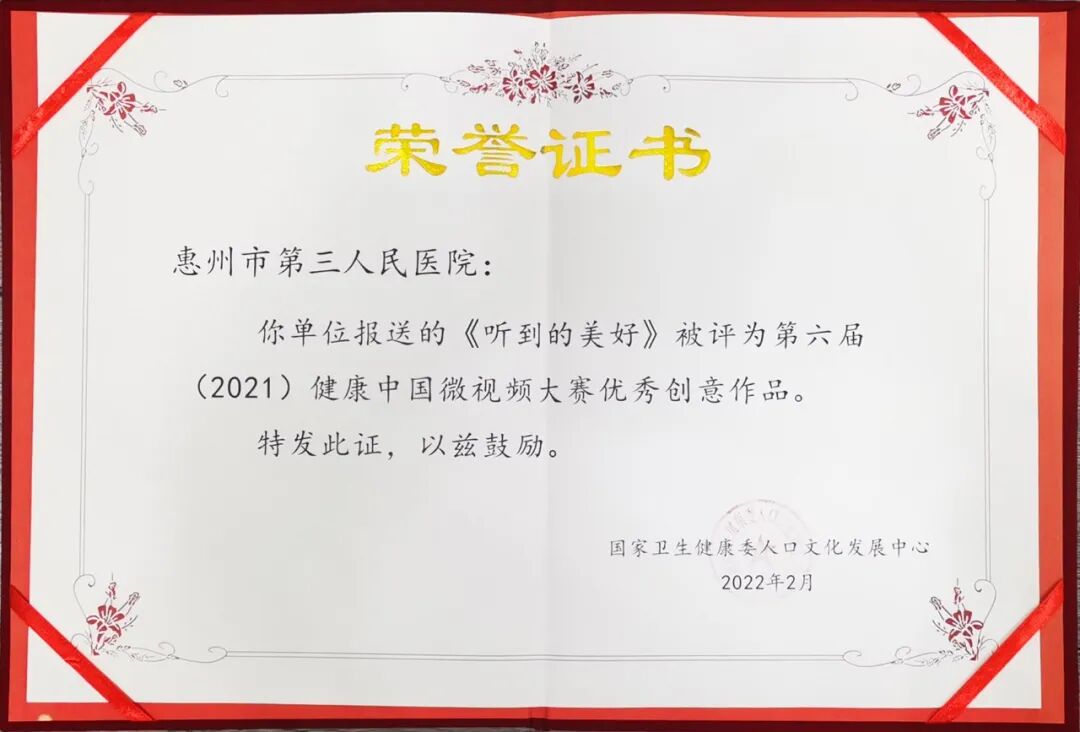 荣誉证书
惠州市第三人民医院：
你单位报送的《听到的美好》被评为第六届
（2021）健康中国微视频大赛优秀创意作品。
特发此证，以兹鼓励。
国家卫生健康委人口文化发展中心
2022年2月